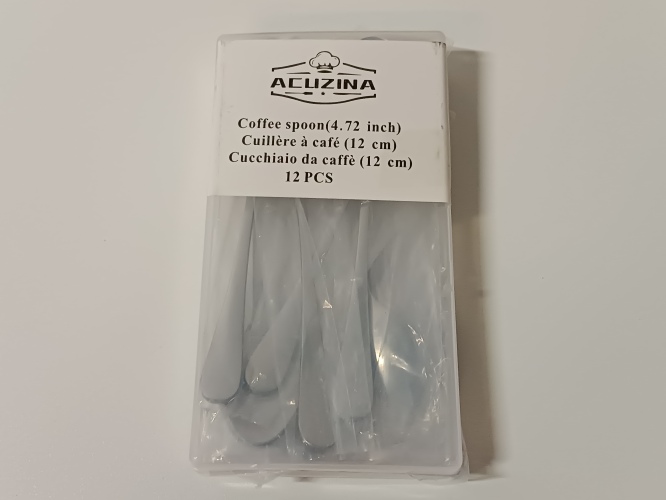 ACUZINA
Coffee spoon(4.72 inch)
Cuillère à café (12 cm)
Cucchiaio da caffè (12 cm)
12 PCS